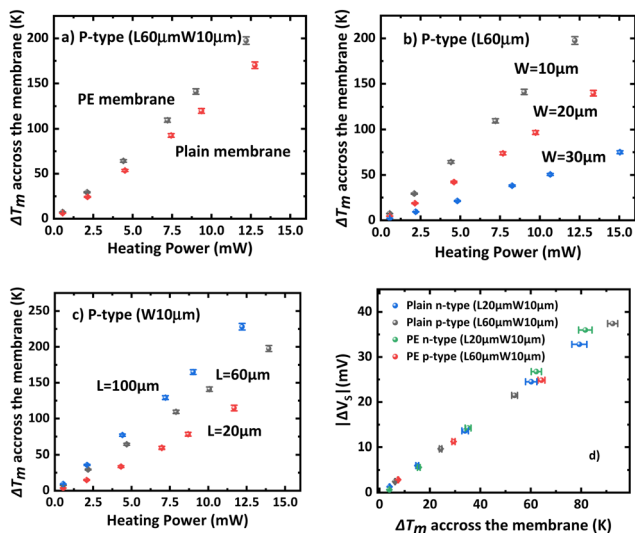 a) P-type (L60μmW10μm)
PE membrane
Plain membrane
ΔTm accross the membrane (K)
200
150
100
50
0
0.0 2.5 5.0 7.5 10.0 12.5 15.0
Heating Power (mW)
b) P-type (L60μm)
W=10μm
W=20μm
W=30μm
ΔTm accross the membrane (K)
200
150
100
50
0
0.0 2.5 5.0 7.5 10.0 12.5 15.0
Heating Power (mW)
c) P-type (W10μm)
L=100μm
L=60μm
L=20μm
ΔTm accross the membrane (K)
250
200
150
100
50
0
0.0 2.5 5.0 7.5 10.0 12.5 15.0
Heating Power (mW)
Plain n-type (L20μmW10μm)
Plain p-type (L60μmW10μm)
PE n-type (L20μmW10μm)
PE p-type (L60μmW10μm)
d)
|ΔVS| (mV)
40
30
20
10
0
0 20 40 60 80 100
ΔTm accross the membrane (K)